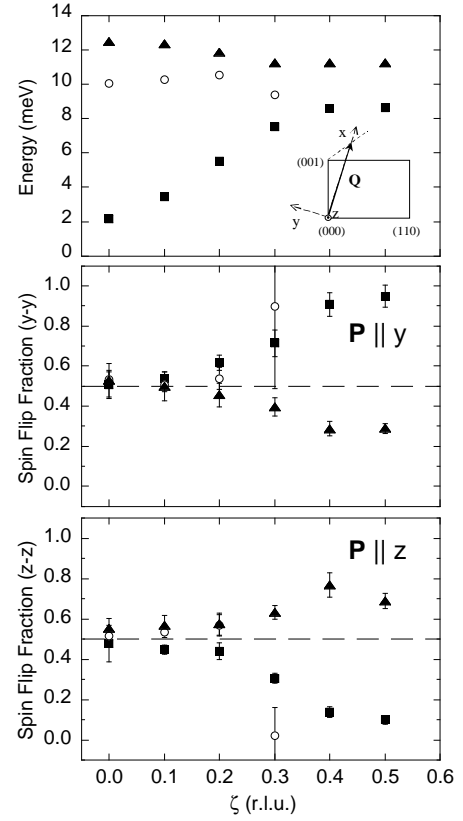 14
12
10
8
6
4
2
0
Energy (meV)
x
(001)
Q
y
z
(000)
(110)
1.0
0.8
0.6
0.4
0.2
0.0
Spin Flip Fraction (y-y)
P || y
1.0
0.8
0.6
0.4
0.2
0.0
Spin Flip Fraction (z-z)
P || z
0.0 0.1 0.2 0.3 0.4 0.5 0.6
ζ (r.l.u.)